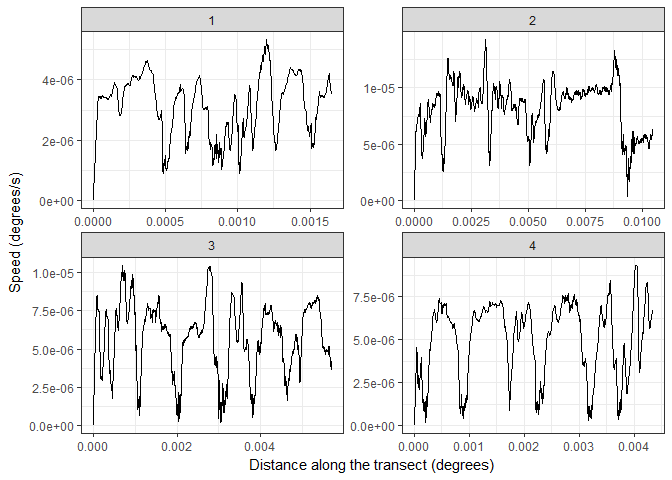 1
2
4e-06
2e-06
0e+00
1e-05
5e-06
0e+00
0.0000
0.0005
0.0010
0.0015
0.0000
0.0025
0.0050
0.0075
0.0100
Speed (degrees/s)
3
4
1.0e-05
7.5e-06
5.0e-06
2.5e-06
0.0e+00
7.5e-06
5.0e-06
2.5e-06
0.0e+00
0.000
0.002
0.004
0.000
0.001
0.002
0.003
0.004
Distance along the transect (degrees)